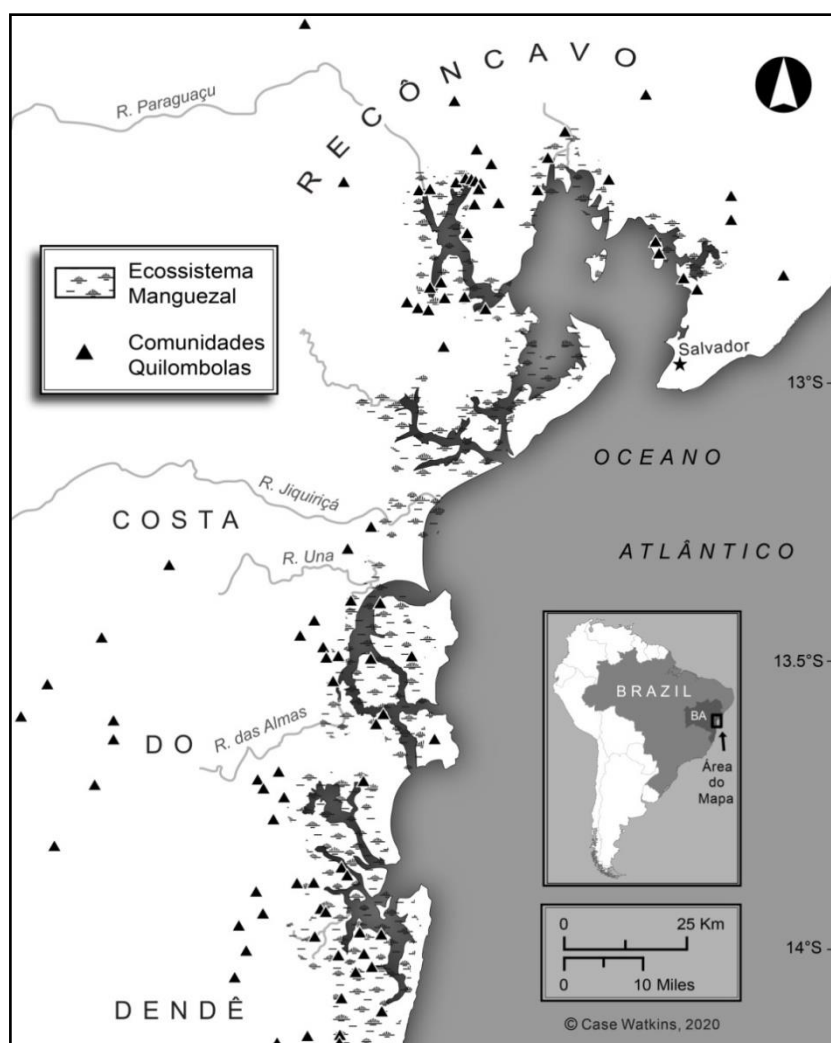 RECÔNCAVO
R. Paraguaçu
Ecossistema
Manguezal
Comunidades
Quilombolas
Salvador
13°S
OCEANO
R. Jiquiriçá
COSTA
ATLÂNTICO
R. Una
13.5°S
BRAZIL
BA
R. das Almas
DO
Área
do
Mapa
0 25 Km
0 10 Miles
14°S
DENDÊ
© Case Watkins, 2020